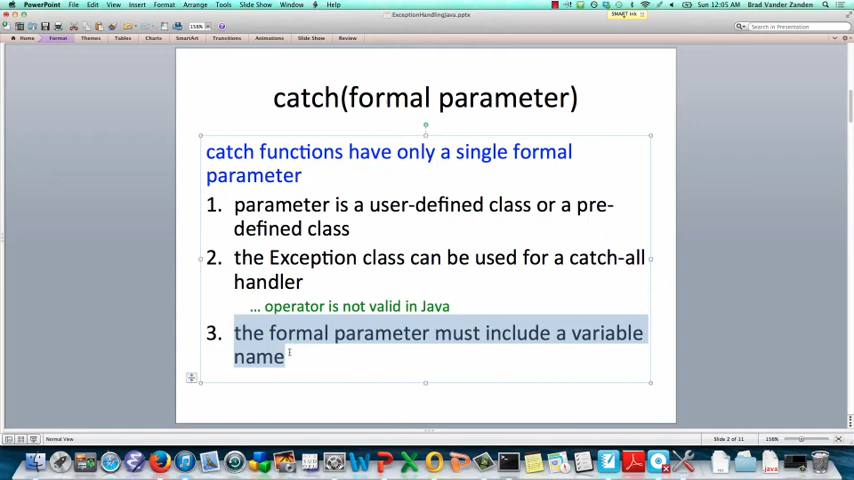 PowerPoint File Edit View Insert Format Arrange Tools Slide Show Window Help
Sun 12:05 AM Brad Vander Zanden
SMART Ink
ExceptionHandlingJava.pptx
158%
Search in Presentation
Home Format Themes Tables Charts SmartArt Transitions Animations Slide Show Review
catch(formal parameter)
catch functions have only a single formal
parameter
1. parameter is a user-defined class or a pre-
defined class
2. the Exception class can be used for a catch-all
handler
... operator is not valid in Java
3. the formal parameter must include a variable
name
Normal View
Slide 2 of 11
158%